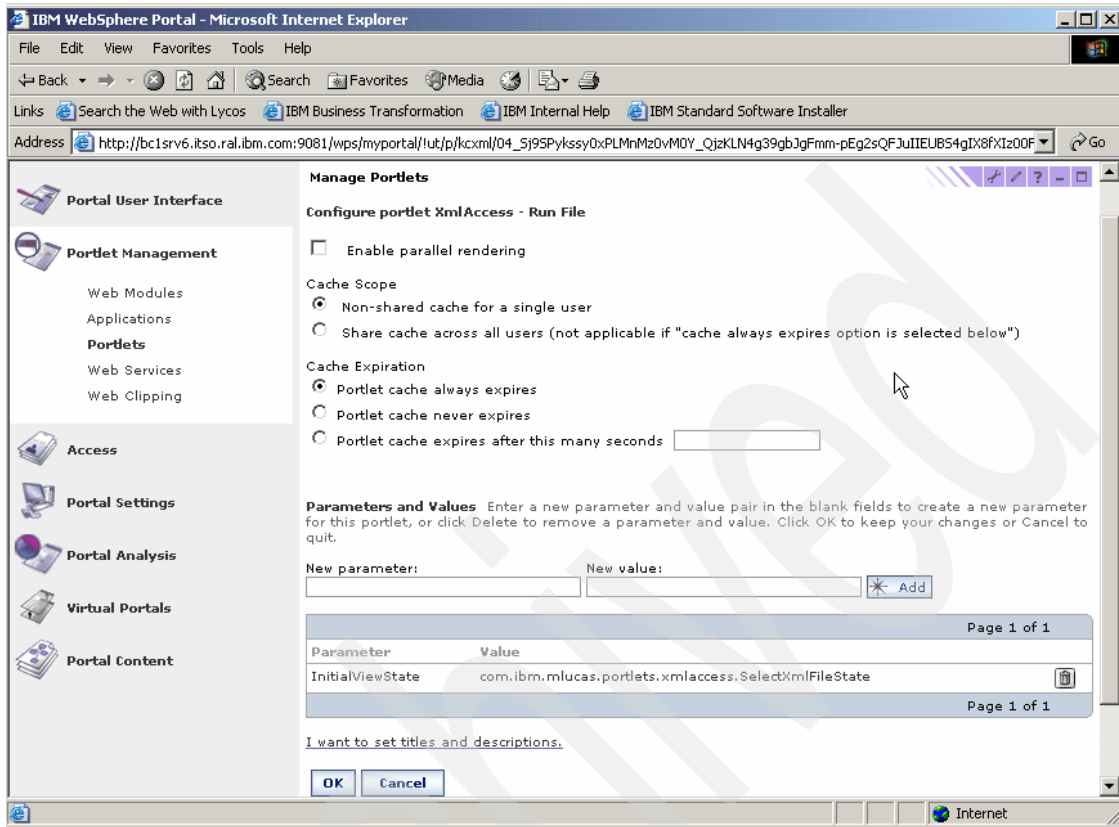 IBM WebSphere Portal - Microsoft Internet Explorer
File Edit View Favorites Tools Help
Back Search Favorites Media
Links Search the Web with Lycos IBM Business Transformation IBM Internal Help IBM Standard Software Installer
Address http://bc1srv6.itso.ral.ibm.com:9081/wps/myportal/!ut/p/kcxml/ Go
Portal User Interface
Portlet Management
Web Modules
Applications
Portlets
Web Services
Web Clipping
Access
Portal Settings
Portal Analysis
Virtual Portals
Portal Content
Manage Portlets
Configure portlet XmlAccess - Run File
Enable parallel rendering
Cache Scope
Non-shared cache for a single user
Share cache across all users (not applicable if "cache always expires option is selected below")
Cache Expiration
Portlet cache always expires
Portlet cache never expires
Portlet cache expires after this many seconds
Parameters and Values Enter a new parameter and value pair in the blank fields to create a new parameter
for this portlet, or click Delete to remove a parameter and value. Click OK to keep your changes or Cancel to
quit.
New parameter: New value:
Add
Page 1 of 1
Parameter Value
InitialViewState com.ibm.mlucas.portlets.xmlaccess.SelectXmlFileState
Page 1 of 1
I want to set titles and descriptions.
OK Cancel
Internet